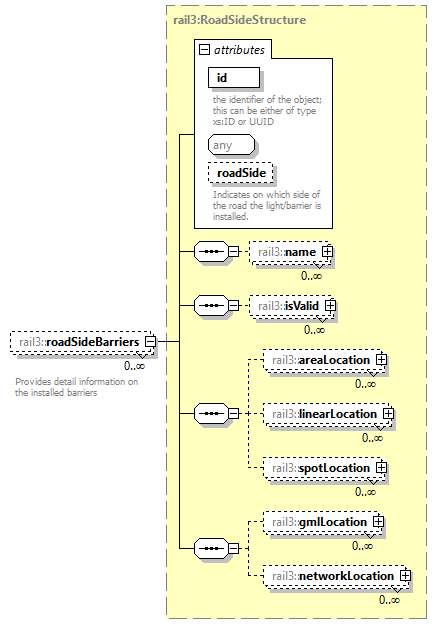 rail3:RoadSideStructure
attributes
id
the identifier of the object;
this can be either of type
xs:ID or UUID
any
roadSide
Indicates on which side of
the road the light/barrier is
installed.
rail3:name
0..∞
rail3:isValid
0..∞
rail3:roadSideBarriers
0..∞
Provides detail information on
the installed barriers
rail3:areaLocation
0..∞
rail3:linearLocation
0..∞
rail3:spotLocation
0..∞
rail3:gmlLocation
0..∞
rail3:networkLocation
0..∞